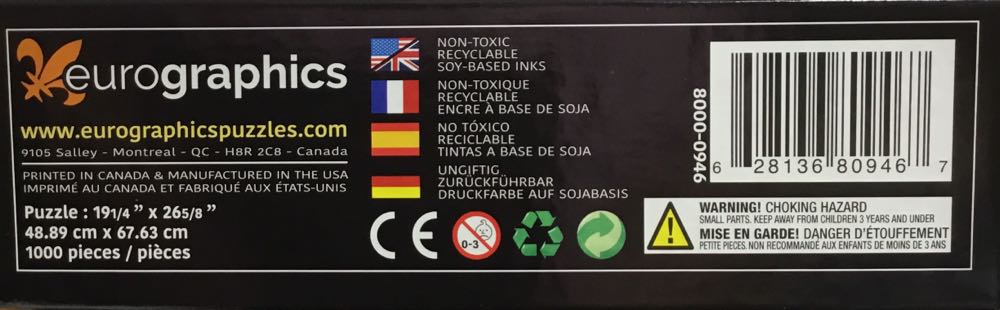 eurographics
www.eurographicspuzzles.com
9105 Salley - Montreal - QC - H8R 2C8 - Canada
PRINTED IN CANADA & MANUFACTURED IN THE USA
IMPRIMÉ AU CANADA ET FABRIQUÉ AUX ÉTATS-UNIS
Puzzle : 19 1/4 " x 26 5/8 "
48.89 cm x 67.63 cm
1000 pieces / pièces
NON-TOXIC
RECYCLABLE
SOY-BASED INKS
NON-TOXIQUE
RECYCLABLE
ENCRE À BASE DE SOJA
NO TÓXICO
RECICLABLE
TINTAS A BASE DE SOJA
UNGIFTIG
ZURÜCKFÜHRBAR
DRUCKFARBE AUF SOJABASIS
CE
0-3
8000-0946
6 28136 80946 7
WARNING! CHOKING HAZARD
SMALL PARTS. KEEP AWAY FROM CHILDREN 3 YEARS AND UNDER
MISE EN GARDE! DANGER D'ÉTOUFFEMENT
PETITE PIECES. NON RECOMMANDÉ AUX ENFANTS DE MOINS DE 3 ANS